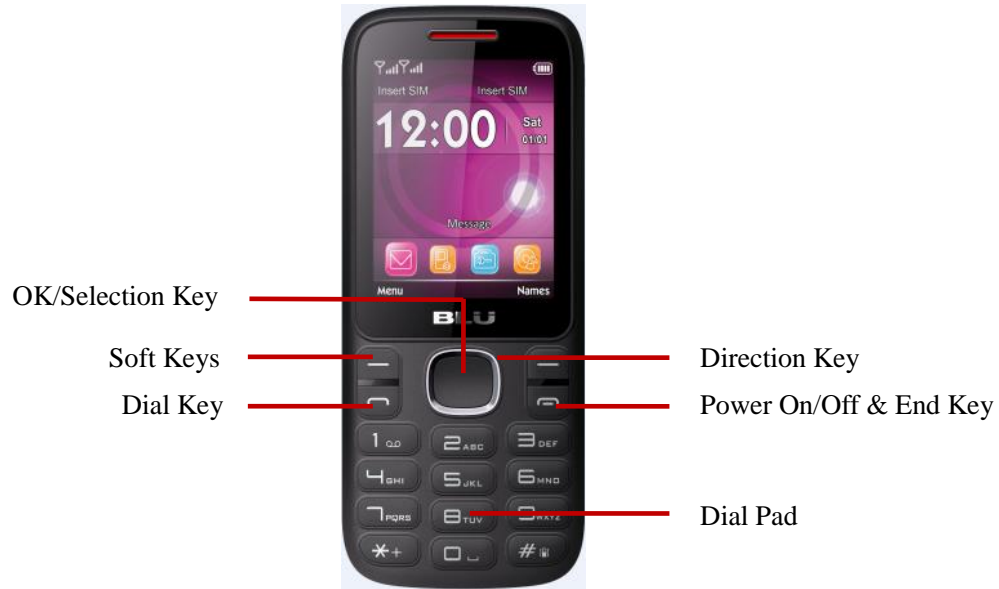 Insert SIM Insert SIM
12:00 Sat
01/01
Message
Menu Names
BLU
OK/Selection Key
Soft Keys
Direction Key
Dial Key
Power On/Off & End Key
1
2 ABC
3 DEF
4 GHI
5 JKL
6 MNO
7 PQRS
8 TUV
9 WXYZ
Dial Pad
*+
0
#